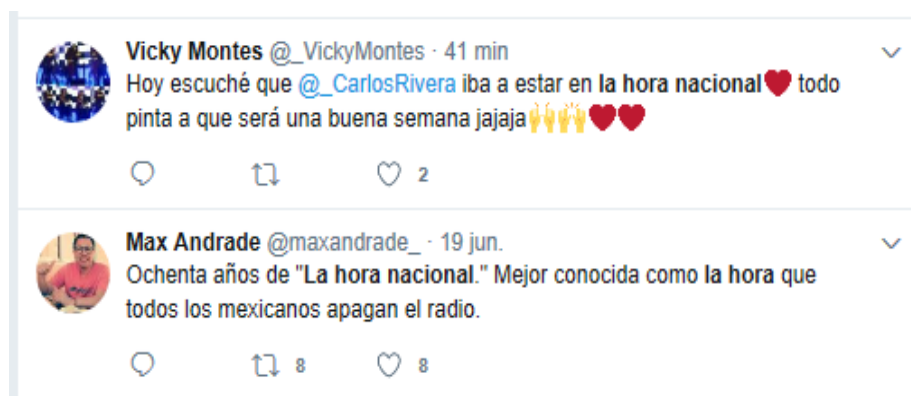 Vicky Montes @_VickyMontes · 41 min
Hoy escuché que @_CarlosRivera iba a estar en la hora nacional❤️ todo
pinta a que será una buena semana jajaja🙌🙌❤️❤️
2
Max Andrade @maxandrade_ · 19 jun.
Ochenta años de "La hora nacional." Mejor conocida como la hora que
todos los mexicanos apagan el radio.
8 8